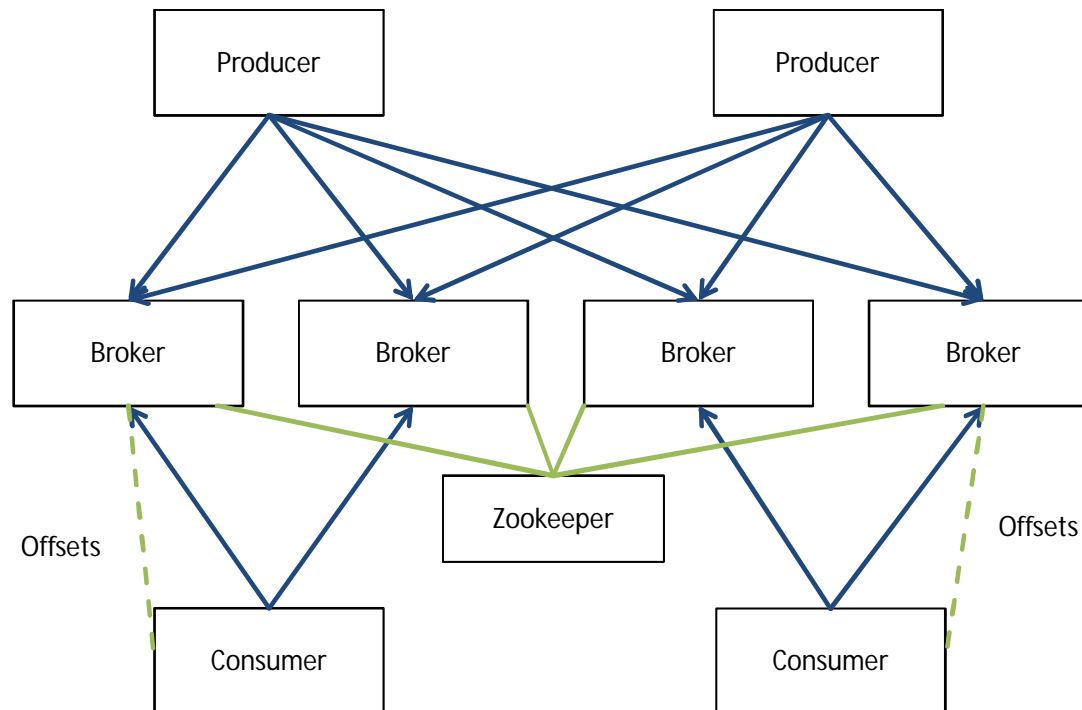 Producer
Producer
Broker
Broker
Broker
Broker
Zookeeper
Offsets
Offsets
Consumer
Consumer